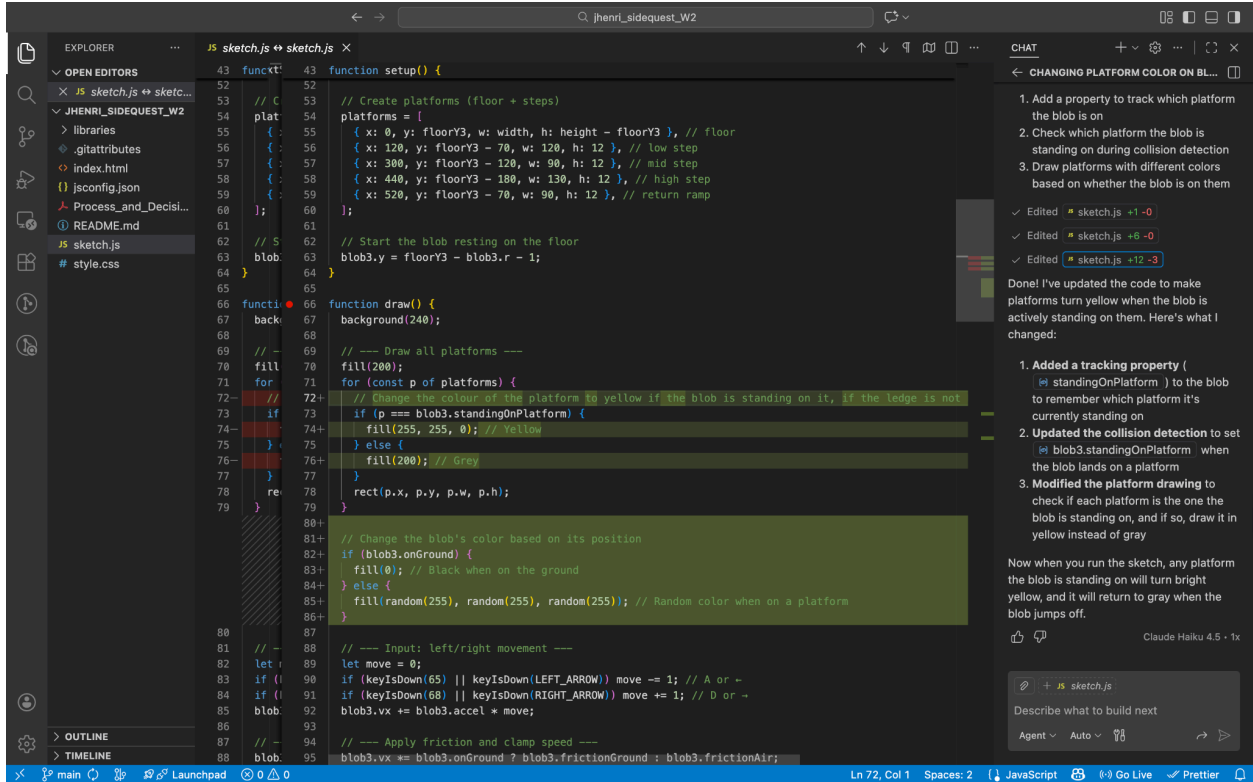 jhenri_sidequest_W2
EXPLORER
OPEN EDITORS
JS sketch.js ↔ sketc...
JHENRI_SIDEQUEST_W2
libraries
.gitattributes
index.html
jsconfig.json
Process_and_Decisi...
README.md
JS sketch.js
# style.css
OUTLINE
TIMELINE
JS sketch.js ↔ sketch.js
43 function setup() {
52
53 // Create platforms (floor + steps)
54 platforms = [
55 { x: 0, y: floorY3, w: width, h: height - floorY3 }, // floor
56 { x: 120, y: floorY3 - 70, w: 120, h: 12 }, // low step
57 { x: 300, y: floorY3 - 120, w: 90, h: 12 }, // mid step
58 { x: 440, y: floorY3 - 180, w: 130, h: 12 }, // high step
59 { x: 520, y: floorY3 - 70, w: 90, h: 12 }, // return ramp
60 ];
61
62 // Start the blob resting on the floor
63 blob3.y = floorY3 - blob3.r - 1;
64 }
65
66 function draw() {
67 background(240);
68
69 // --- Draw all platforms ---
70 fill(200);
71 for (const p of platforms) {
72+ // Change the colour of the platform to yellow if the blob is standing on it, if the ledge is not
73 if (p === blob3.standingOnPlatform) {
74+ fill(255, 255, 0); // Yellow
75 } else {
76+ fill(200); // Grey
77 }
78 rect(p.x, p.y, p.w, p.h);
79 }
80+
81+ // Change the blob's color based on its position
82+ if (blob3.onGround) {
83+ fill(0); // Black when on the ground
84+ } else {
85+ fill(random(255), random(255), random(255)); // Random color when on a platform
86+ }
87
88 // --- Input: left/right movement ---
89 let move = 0;
90 if (keyIsDown(65) || keyIsDown(LEFT_ARROW)) move -= 1; // A or ←
91 if (keyIsDown(68) || keyIsDown(RIGHT_ARROW)) move += 1; // D or →
92 blob3.vx += blob3.accel * move;
93
94 // --- Apply friction and clamp speed ---
95 blob3.vx *= blob3.onGround ? blob3.frictionGround : blob3.frictionAir;
CHAT
CHANGING PLATFORM COLOR ON BL...
1. Add a property to track which platform
the blob is on
2. Check which platform the blob is
standing on during collision detection
3. Draw platforms with different colors
based on whether the blob is on them
Edited JS sketch.js +1 -0
Edited JS sketch.js +6 -0
Edited JS sketch.js +12 -3
Done! I've updated the code to make
platforms turn yellow when the blob is
actively standing on them. Here's what I
changed:
1. Added a tracking property (
standingOnPlatform ) to the blob
to remember which platform it's
currently standing on
2. Updated the collision detection to set
blob3.standingOnPlatform when
the blob lands on a platform
3. Modified the platform drawing to
check if each platform is the one the
blob is standing on, and if so, draw it in
yellow instead of gray
Now when you run the sketch, any platform
the blob is standing on will turn bright
yellow, and it will return to gray when the
blob jumps off.
Claude Haiku 4.5 • 1x
+ JS sketch.js
Describe what to build next
Agent Auto
main Launchpad 0 0 Ln 72, Col 1 Spaces: 2 {} JavaScript Go Live Prettier